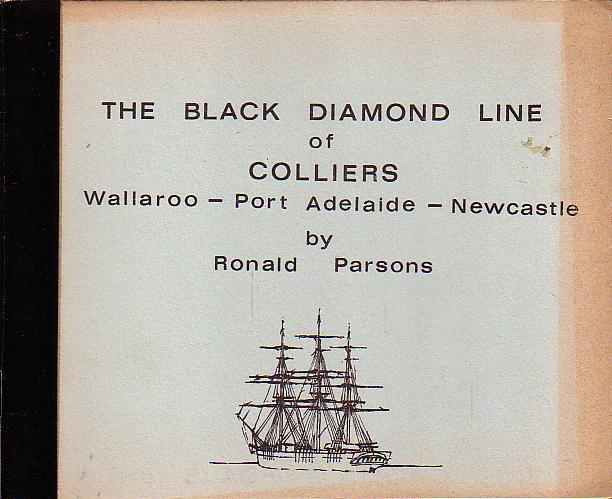 THE BLACK DIAMOND LINE
of
COLLIERS
Wallaroo - Port Adelaide - Newcastle
by
Ronald Parsons